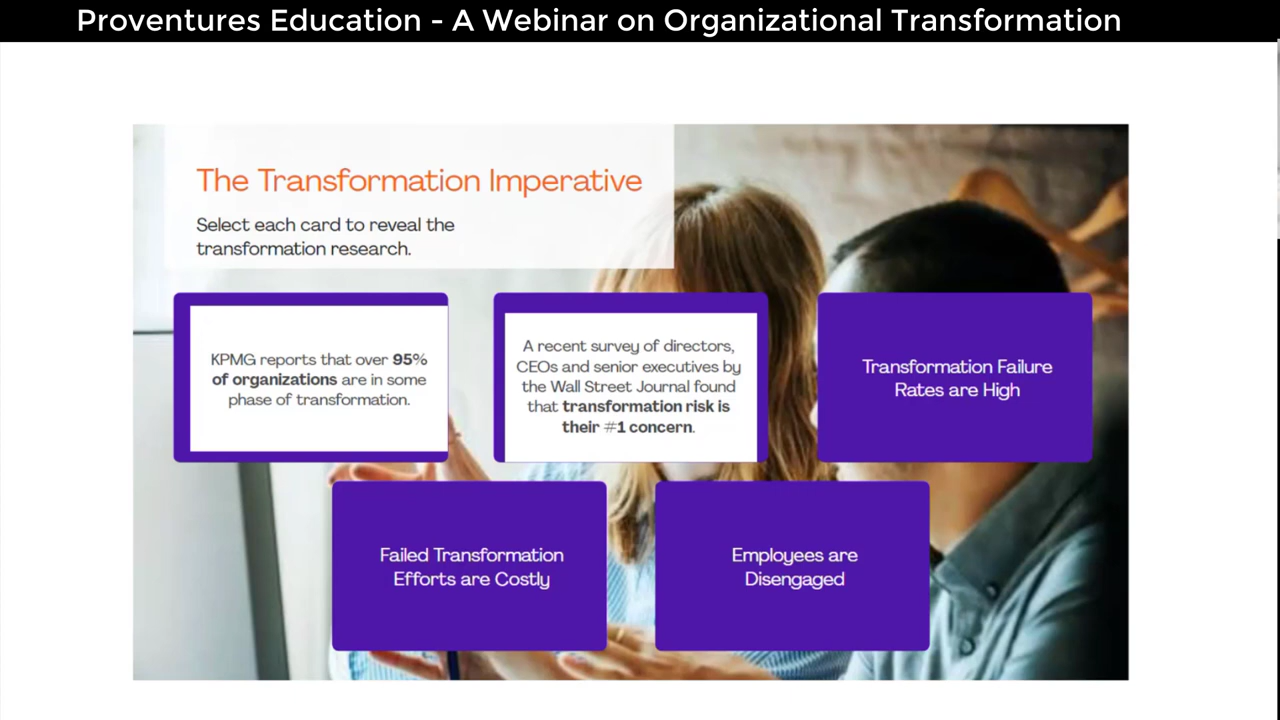 Proventures Education - A Webinar on Organizational Transformation
The Transformation Imperative
Select each card to reveal the
transformation research.
KPMG reports that over 95%
of organizations are in some
phase of transformation.
A recent survey of directors,
CEOs and senior executives by
the Wall Street Journal found
that transformation risk is
their #1 concern.
Transformation Failure
Rates are High
Failed Transformation
Efforts are Costly
Employees are
Disengaged